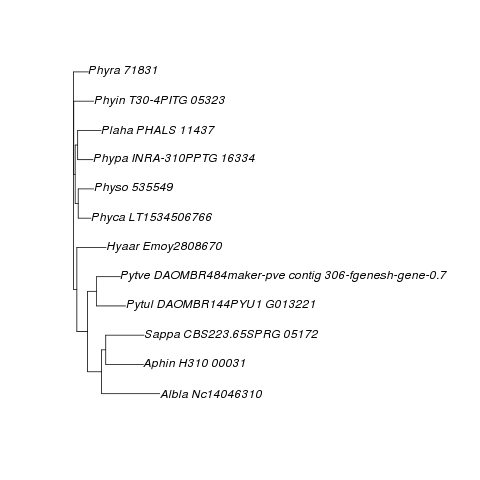 Phyra 71831
Phyin T30-4PITG 05323
Plaha PHALS 11437
Phypa INRA-310PPTG 16334
Physo 535549
Phyca LT1534506766
Hyaar Emoy2808670
Pytve DAOMBR484maker-pve contig 306-fgenesh-gene-0.7
Pytul DAOMBR144PYU1 G013221
Sappa CBS223.65SPRG 05172
Aphin H310 00031
Albla Nc14046310